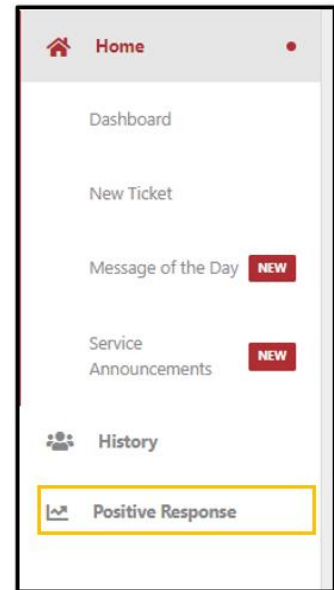 Home
Dashboard
New Ticket
Message of the Day NEW
Service
Announcements NEW
History
Positive Response